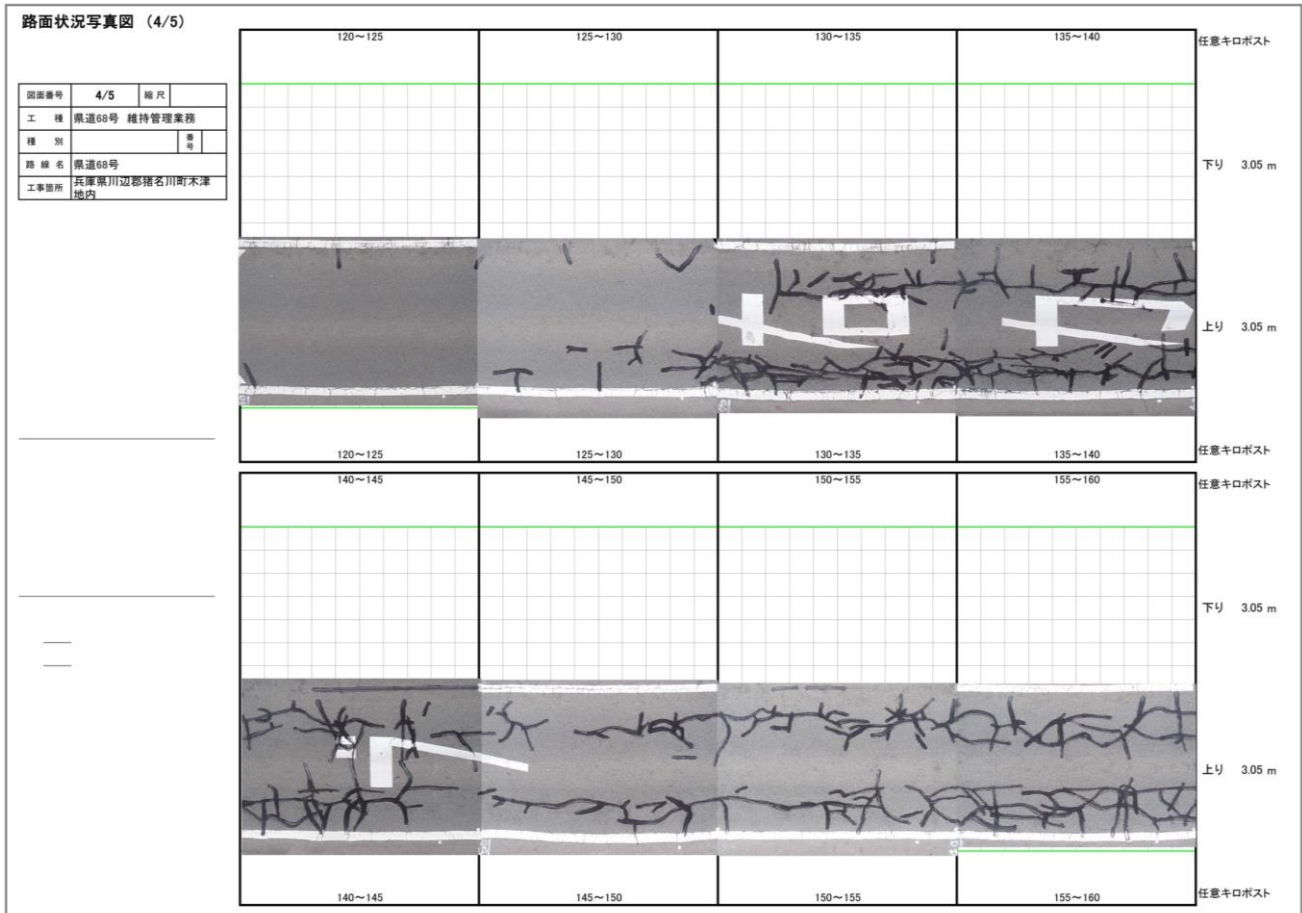 路面状況写真図 (4/5)
図面番号 4/5 縮尺
工 種 県道68号 維持管理業務
種 別 番号
路線名 県道68号
工事箇所 兵庫県川辺郡猪名川町木津
地内
120~125 125~130 130~135 135~140 任意キロポスト
下り 3.05 m
上り 3.05 m
120~125 125~130 130~135 135~140 任意キロポスト
140~145 145~150 150~155 155~160 任意キロポスト
下り 3.05 m
上り 3.05 m
140~145 145~150 150~155 155~160 任意キロポスト